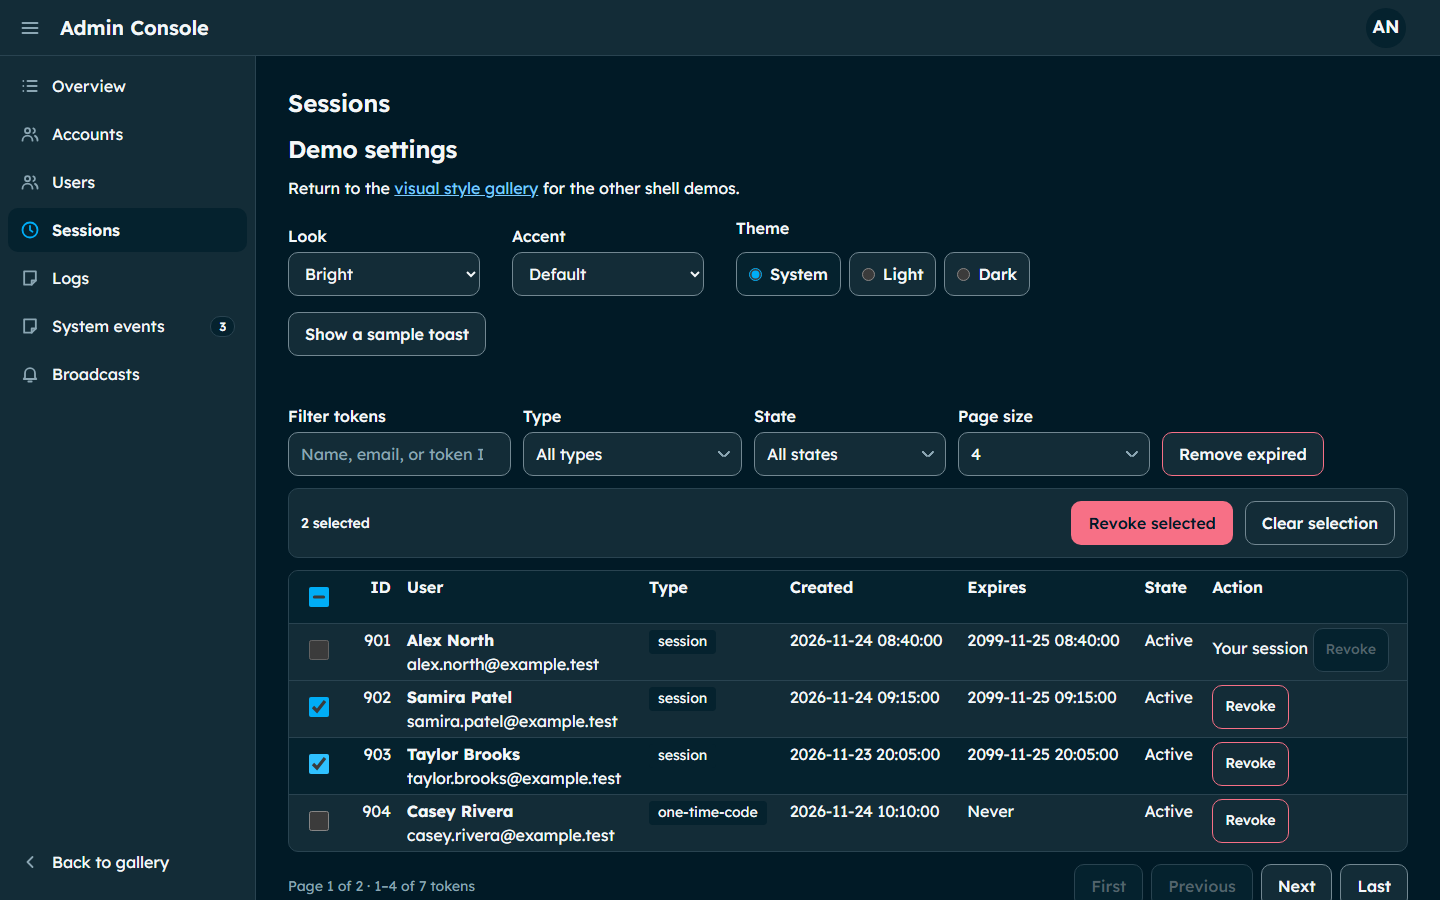 Admin Console
AN
Overview
Accounts
Users
Sessions
Logs
System events 3
Broadcasts
Back to gallery
Sessions
Demo settings
Return to the visual style gallery for the other shell demos.
Look Accent Theme
Bright Default System Light Dark
Show a sample toast
Filter tokens Type State Page size
Name, email, or token I All types All states 4 Remove expired
2 selected Revoke selected Clear selection
ID User Type Created Expires State Action
901 Alex North session 2026-11-24 08:40:00 2099-11-25 08:40:00 Active Your session Revoke
alex.north@example.test
902 Samira Patel session 2026-11-24 09:15:00 2099-11-25 09:15:00 Active Revoke
samira.patel@example.test
903 Taylor Brooks session 2026-11-23 20:05:00 2099-11-25 20:05:00 Active Revoke
taylor.brooks@example.test
904 Casey Rivera one-time-code 2026-11-24 10:10:00 Never Active Revoke
casey.rivera@example.test
Page 1 of 2 · 1–4 of 7 tokens First Previous Next Last